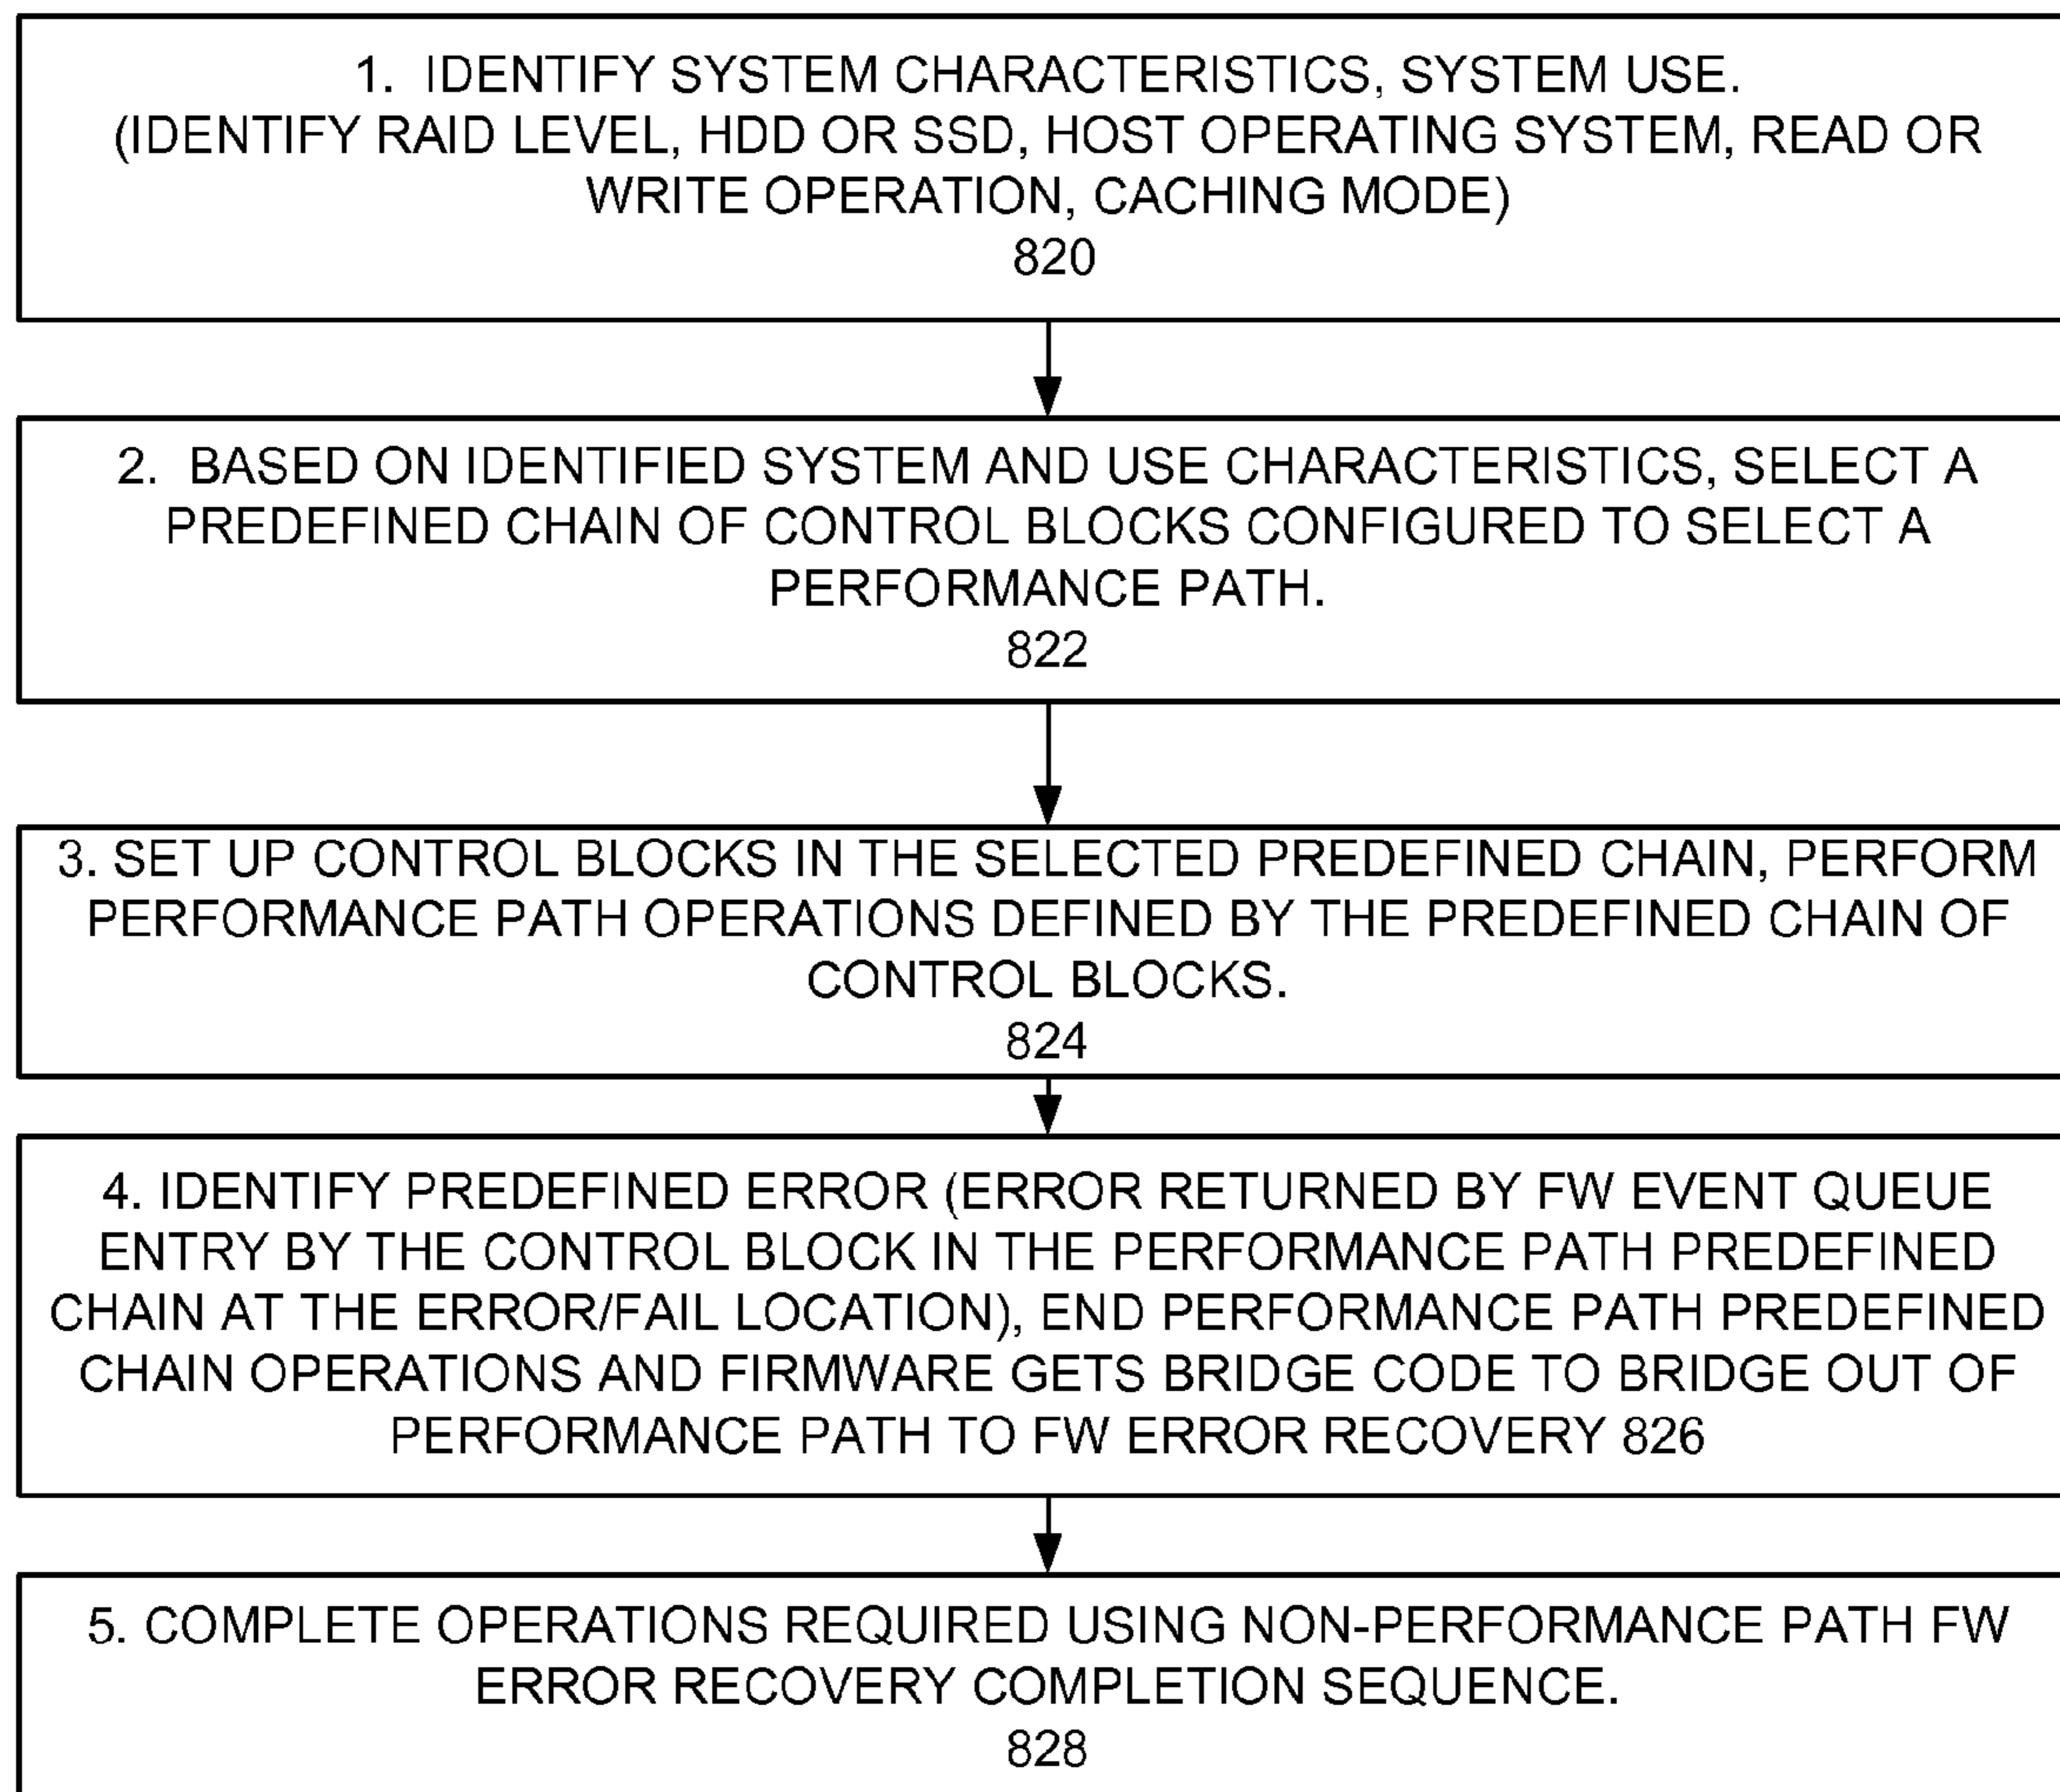 1. IDENTIFY SYSTEM CHARACTERISTICS, SYSTEM USE.
(IDENTIFY RAID LEVEL, HDD OR SSD, HOST OPERATING SYSTEM, READ OR
WRITE OPERATION, CACHING MODE)
820
2. BASED ON IDENTIFIED SYSTEM AND USE CHARACTERISTICS, SELECT A
PREDEFINED CHAIN OF CONTROL BLOCKS CONFIGURED TO SELECT A
PERFORMANCE PATH.
822
3. SET UP CONTROL BLOCKS IN THE SELECTED PREDEFINED CHAIN, PERFORM
PERFORMANCE PATH OPERATIONS DEFINED BY THE PREDEFINED CHAIN OF
CONTROL BLOCKS.
824
4. IDENTIFY PREDEFINED ERROR (ERROR RETURNED BY FW EVENT QUEUE
ENTRY BY THE CONTROL BLOCK IN THE PERFORMANCE PATH PREDEFINED
CHAIN AT THE ERROR/FAIL LOCATION), END PERFORMANCE PATH PREDEFINED
CHAIN OPERATIONS AND FIRMWARE GETS BRIDGE CODE TO BRIDGE OUT OF
PERFORMANCE PATH TO FW ERROR RECOVERY 826
5. COMPLETE OPERATIONS REQUIRED USING NON-PERFORMANCE PATH FW
ERROR RECOVERY COMPLETION SEQUENCE.
828